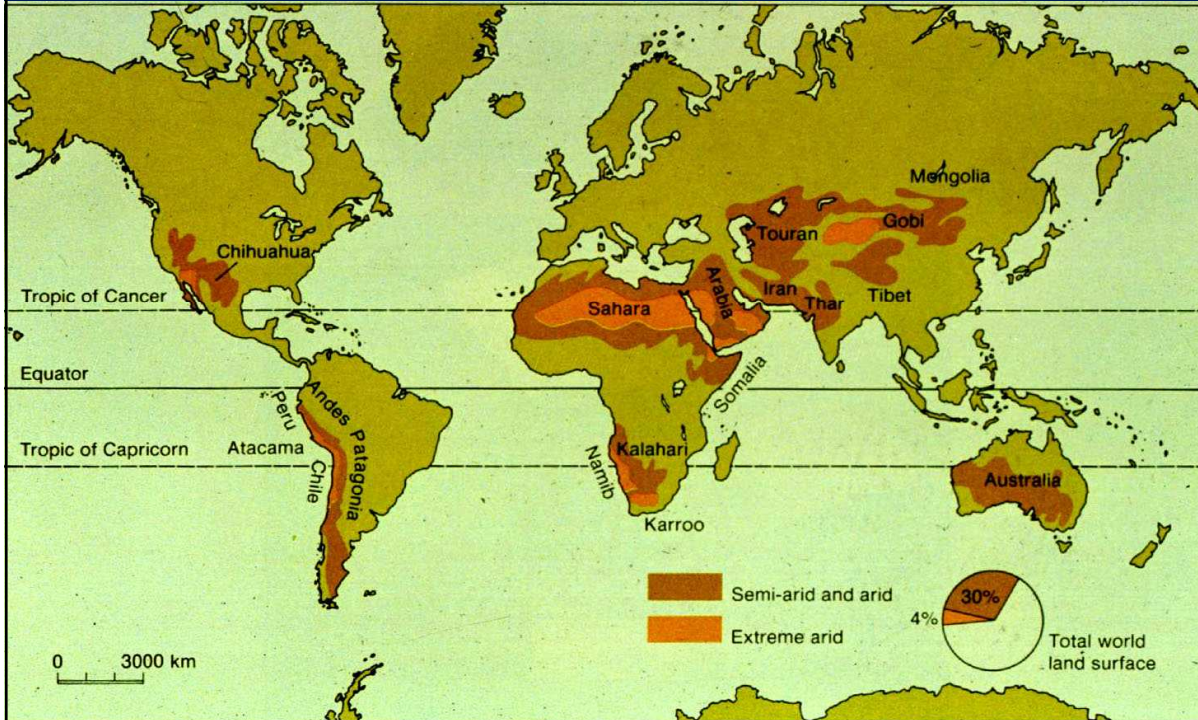 Mongolia
Gobi
Touran
Chihuahua
Iran
Arabia
Thar
Tibet
Tropic of Cancer
Sahara
Equator
Somalia
Peru
Andes
Patagonia
Tropic of Capricorn
Atacama
Chile
Kalahari
Namib
Australia
Karroo
Semi-arid and arid
Extreme arid
30%
4%
Total world
land surface
0 3000 km